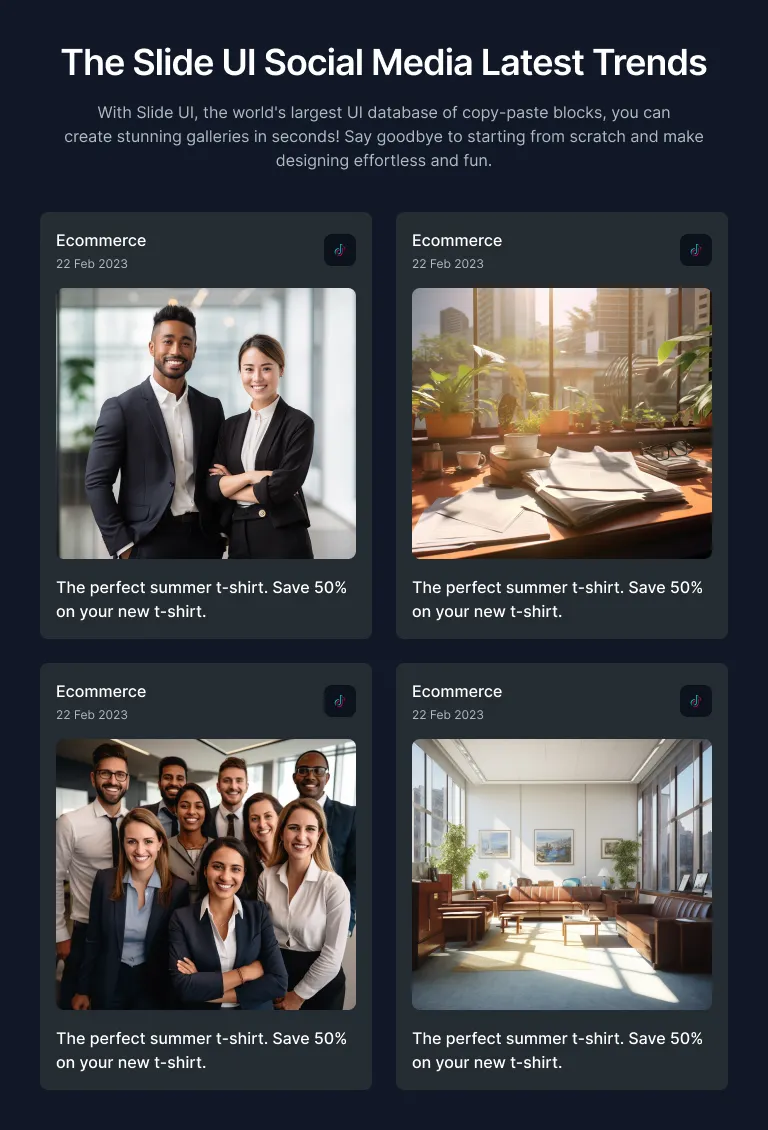 The Slide UI Social Media Latest Trends
With Slide UI, the world's largest UI database of copy-paste blocks, you can
create stunning galleries in seconds! Say goodbye to starting from scratch and make
designing effortless and fun.
Ecommerce
22 Feb 2023
The perfect summer t-shirt. Save 50%
on your new t-shirt.
Ecommerce
22 Feb 2023
The perfect summer t-shirt. Save 50%
on your new t-shirt.
Ecommerce
22 Feb 2023
The perfect summer t-shirt. Save 50%
on your new t-shirt.
Ecommerce
22 Feb 2023
The perfect summer t-shirt. Save 50%
on your new t-shirt.